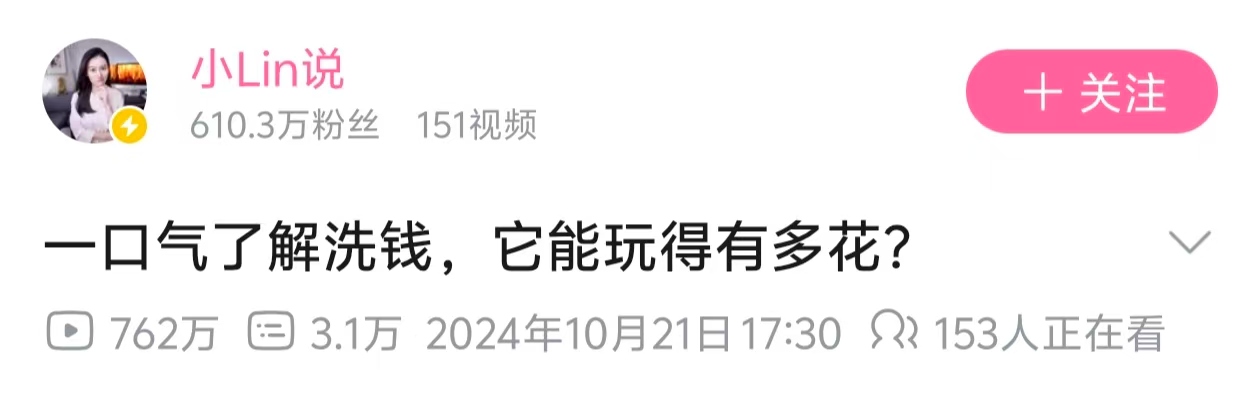 小Lin说
610.3万粉丝 151视频
+ 关注
一口气了解洗钱，它能玩得有多花？
762万 3.1万 2024年10月21日 17:30 153人正在看